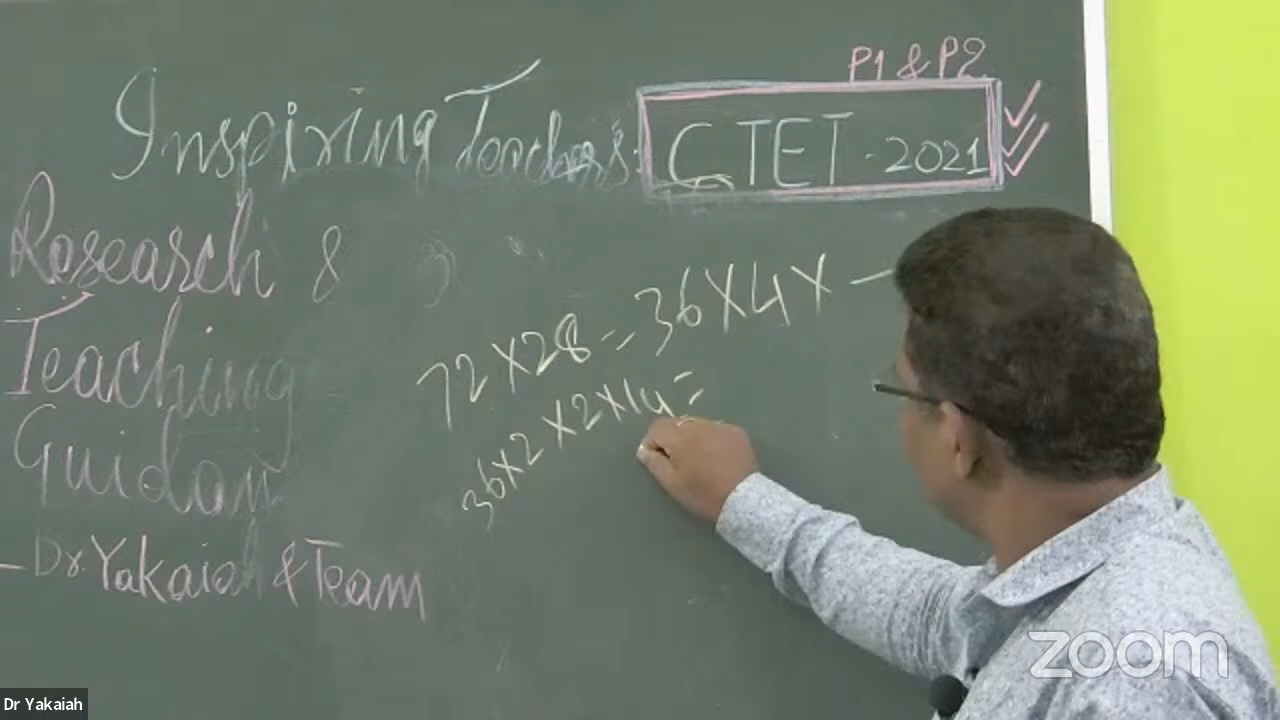 P1 & P2
Inspiring Teachers: CTET - 2021
Research &
Teaching
Guidan
- Dr. Yakaiah & Team
72 X 28 = 36 X 4 X -
36 X 2 X 2 X 14 =
zoom
Dr Yakaiah